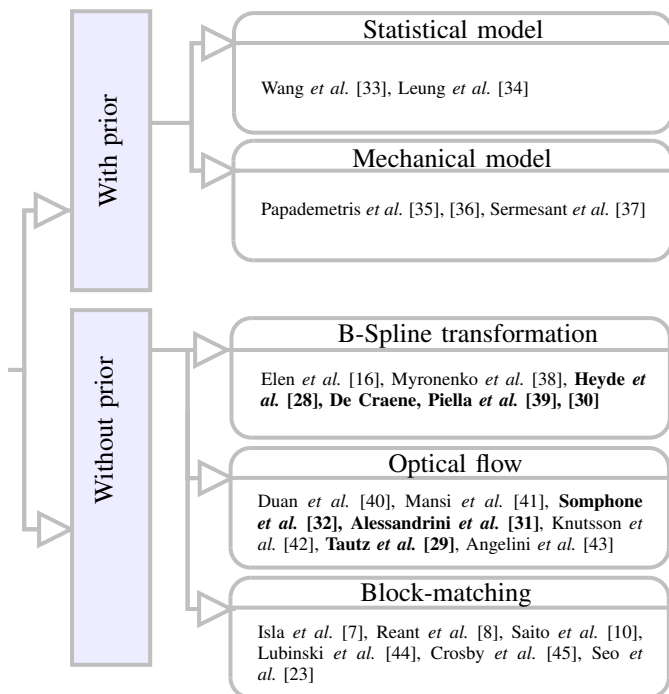 With prior
Statistical model
Wang et al. [33], Leung et al. [34]
Mechanical model
Papademetris et al. [35], [36], Sermesant et al. [37]
Without prior
B-Spline transformation
Elen et al. [16], Myronenko et al. [38], Heyde et
al. [28], De Craene, Piella et al. [39], [30]
Optical flow
Duan et al. [40], Mansi et al. [41], Somphone
et al. [32], Alessandrini et al. [31], Knutsson et
al. [42], Tautz et al. [29], Angelini et al. [43]
Block-matching
Isla et al. [7], Reant et al. [8], Saito et al. [10],
Lubinski et al. [44], Crosby et al. [45], Seo et
al. [23]